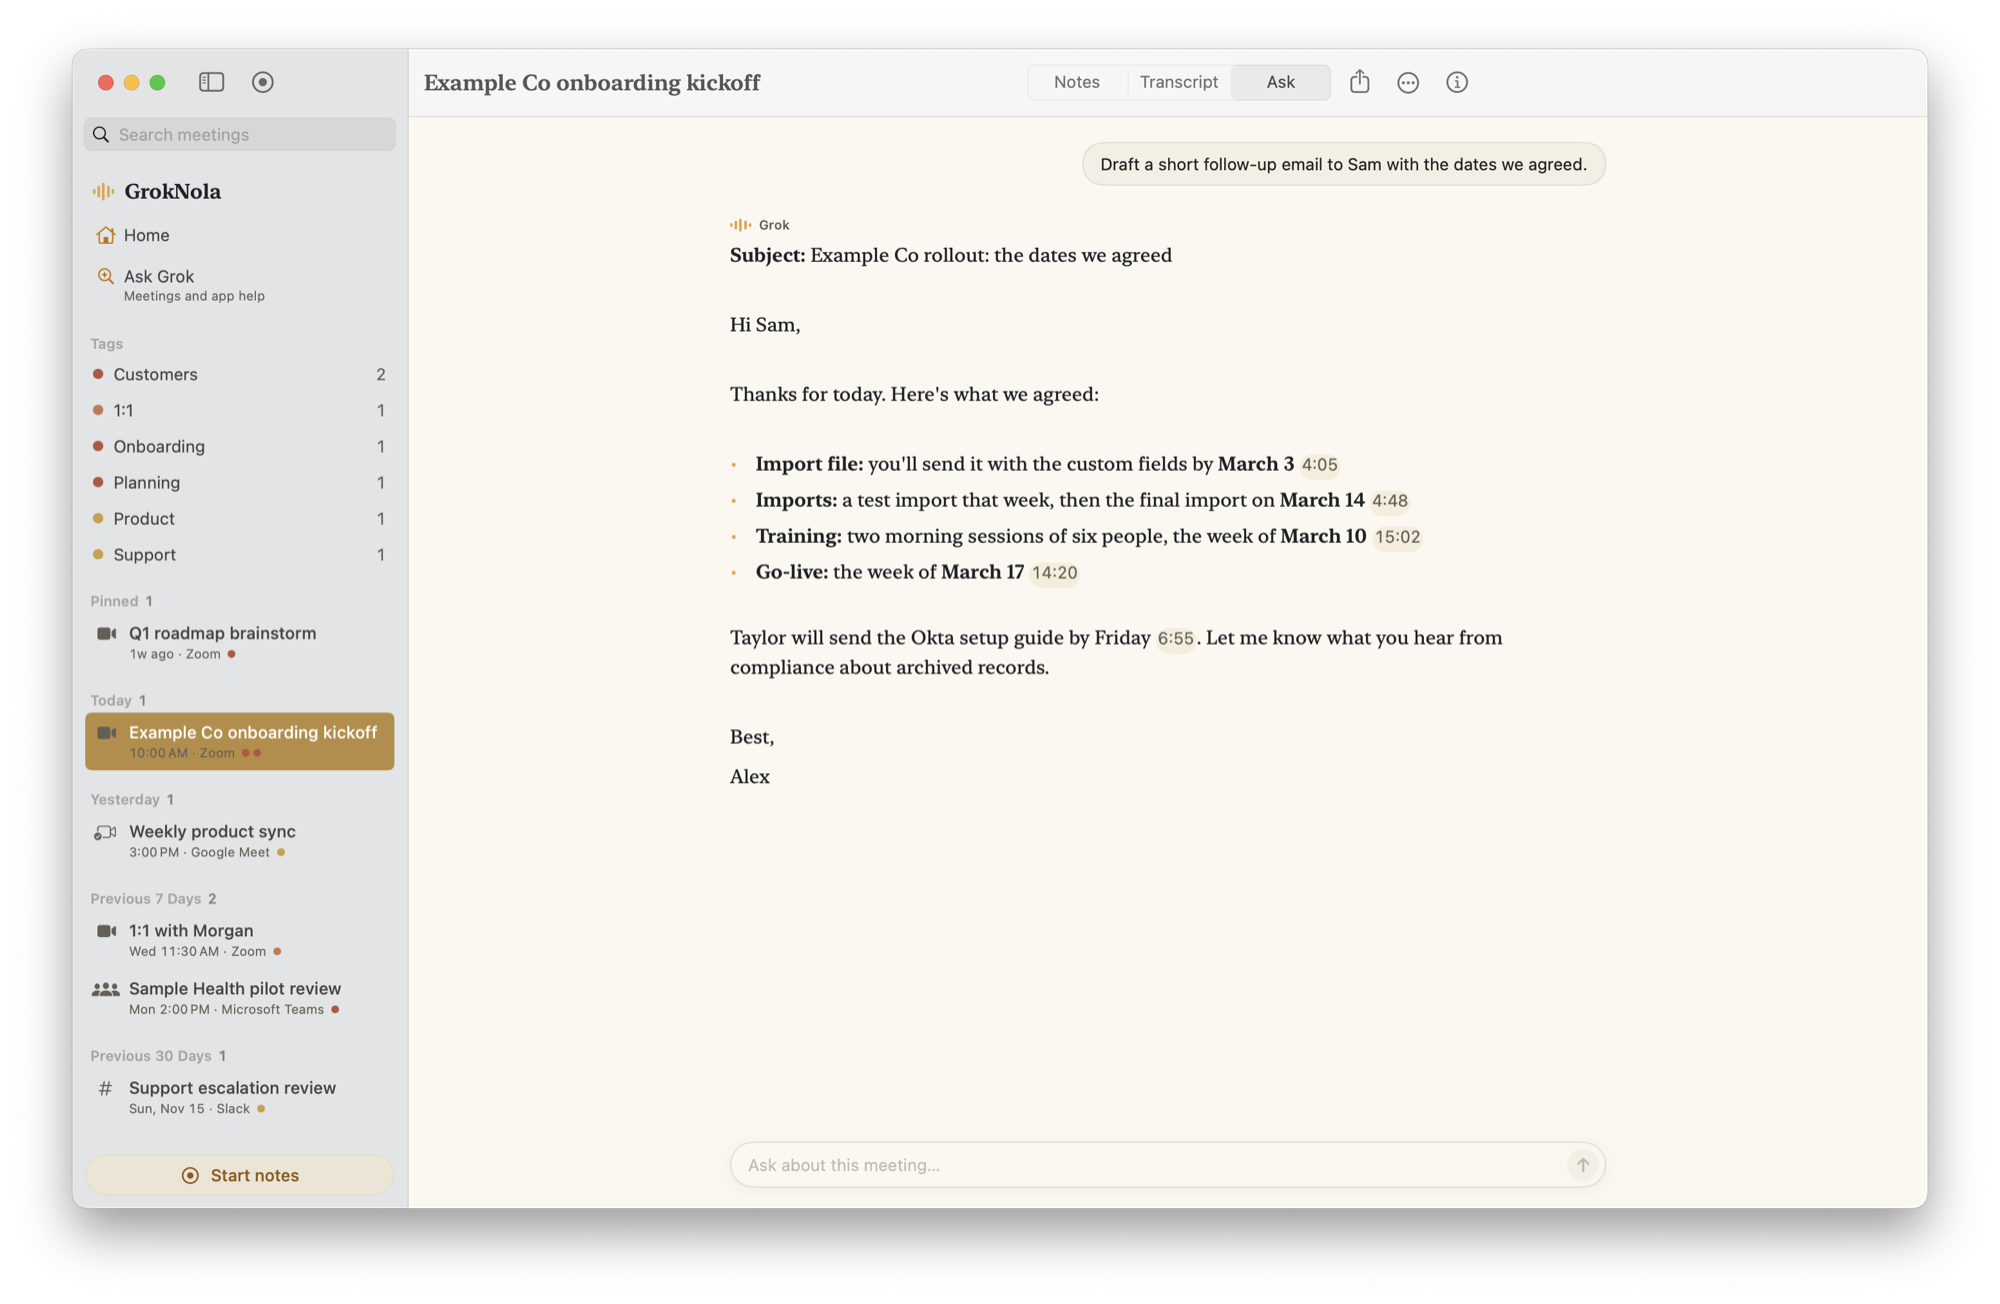 Search meetings
GrokNola
Home
Ask Grok
Meetings and app help
Tags
Customers 2
1:1 1
Onboarding 1
Planning 1
Product 1
Support 1
Pinned 1
Q1 roadmap brainstorm
1w ago · Zoom
Today 1
Example Co onboarding kickoff
10:00 AM · Zoom
Yesterday 1
Weekly product sync
3:00 PM · Google Meet
Previous 7 Days 2
1:1 with Morgan
Wed 11:30 AM · Zoom
Sample Health pilot review
Mon 2:00 PM · Microsoft Teams
Previous 30 Days 1
# Support escalation review
Sun, Nov 15 · Slack
Start notes
Example Co onboarding kickoff
Notes Transcript Ask
Draft a short follow-up email to Sam with the dates we agreed.
Grok
Subject: Example Co rollout: the dates we agreed
Hi Sam,
Thanks for today. Here's what we agreed:
• Import file: you'll send it with the custom fields by March 3 4:05
• Imports: a test import that week, then the final import on March 14 4:48
• Training: two morning sessions of six people, the week of March 10 15:02
• Go-live: the week of March 17 14:20
Taylor will send the Okta setup guide by Friday 6:55. Let me know what you hear from
compliance about archived records.
Best,
Alex
Ask about this meeting...